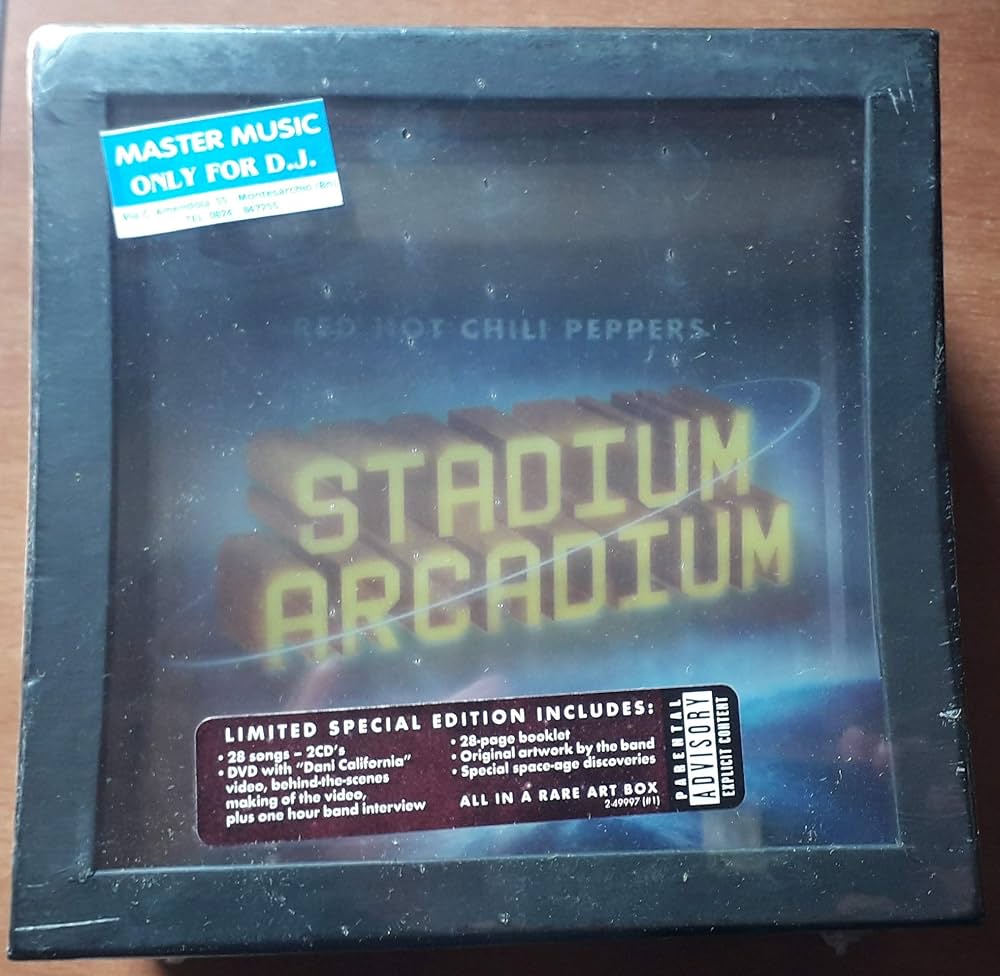 MASTER MUSIC
ONLY FOR D.J.
TEL 0824
RED HOT CHILI PEPPERS
STADIUM
ARCADIUM
LIMITED SPECIAL EDITION INCLUDES:
• 28 songs – 2CD's
• DVD with "Dani California"
video, behind-the-scenes
making of the video,
plus one hour band interview
• 28-page booklet
• Original artwork by the band
• Special space-age discoveries
ALL IN A RARE ART BOX
2-49997 (#1)
PARENTAL
ADVISORY
EXPLICIT CONTENT